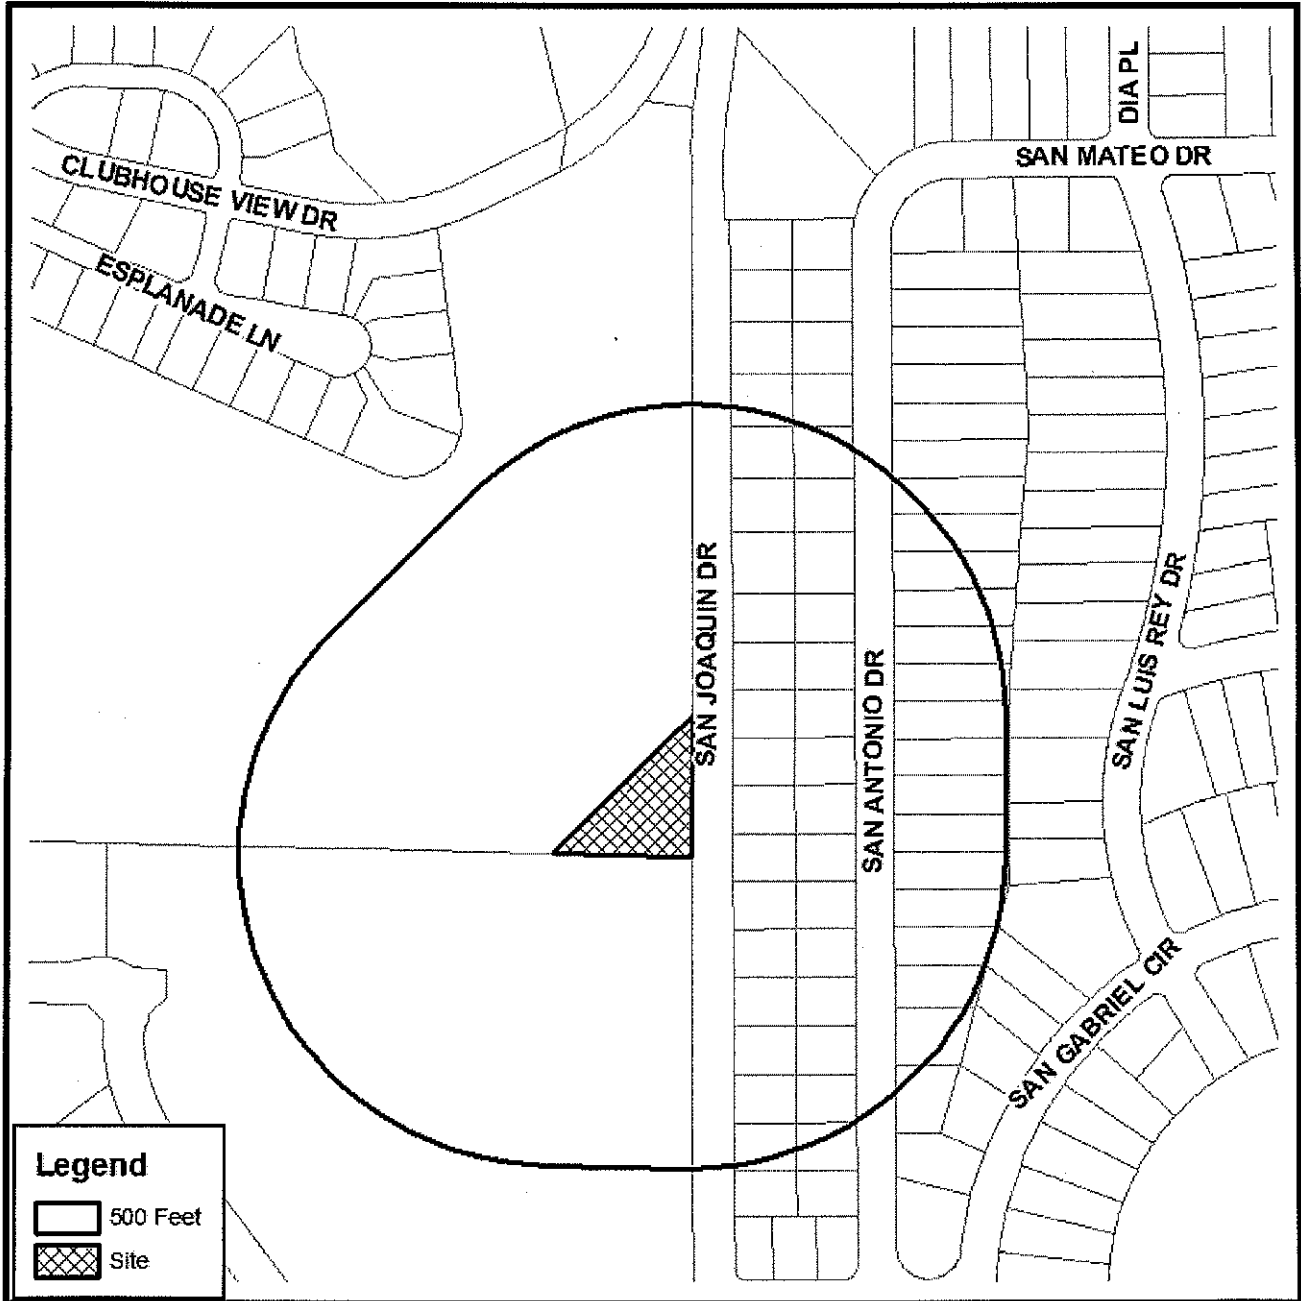 DIA PL
SAN MATEO DR
CLUBHOUSE VIEW DR
ESPLANADE LN
SAN JOAQUIN DR
SAN ANTONIO DR
SAN LUIS REY DR
SAN GABRIEL CIR
Legend
500 Feet
Site